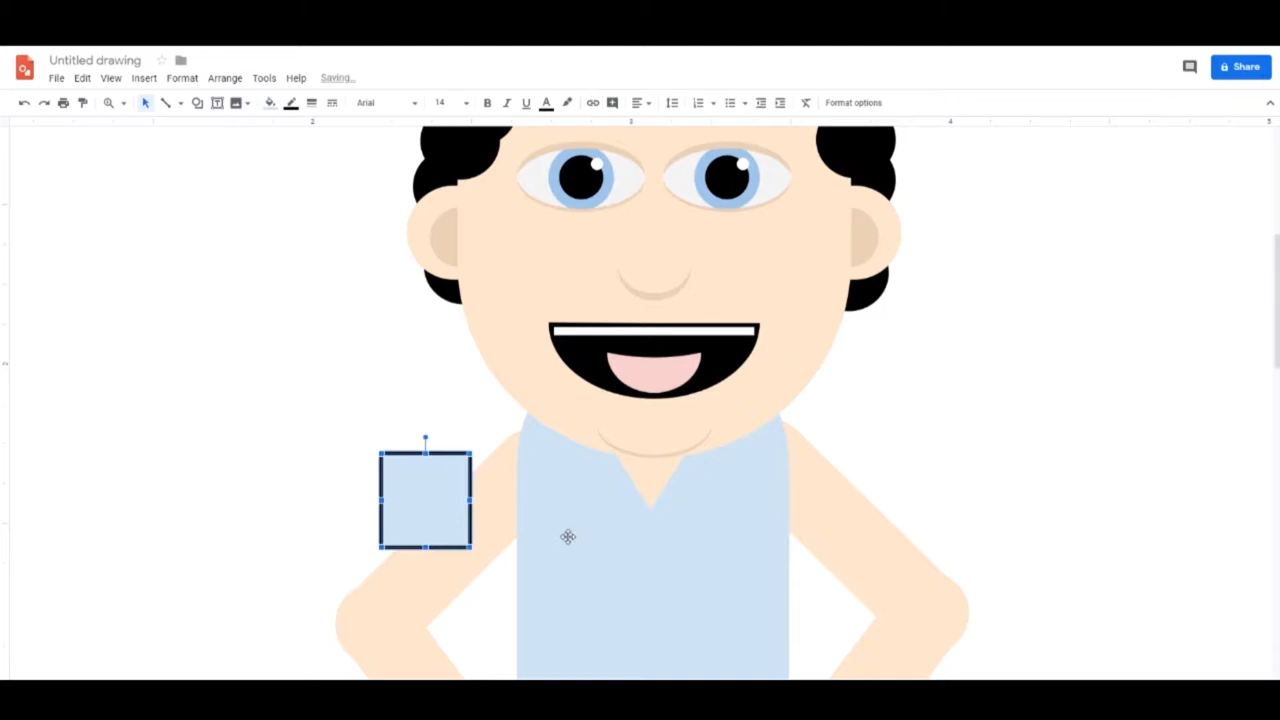 Untitled drawing
File Edit View Insert Format Arrange Tools Help Saving...
Share
Arial 14 B I U A Format options
2 3 4 5
2